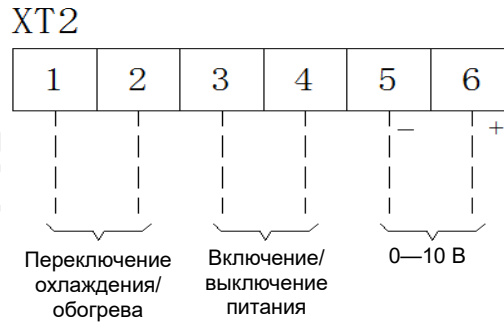 XT2
1 2 3 4 5 6
— +
Переключение
охлаждения/
обогрева
Включение/
выключение
питания
0—10 В